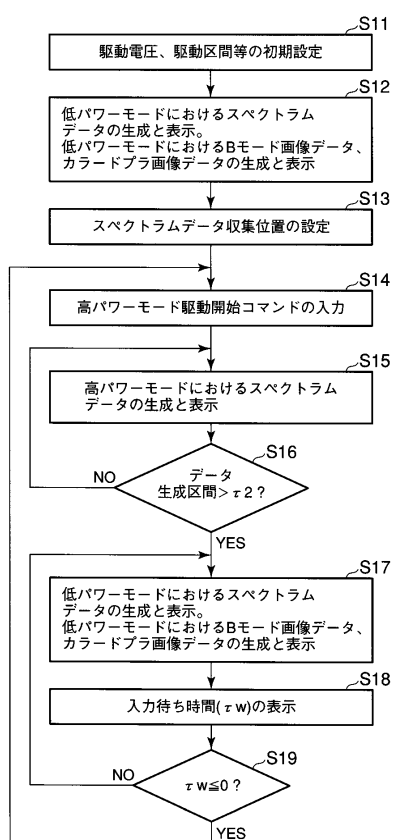 S11
駆動電圧、駆動区間等の初期設定
S12
低パワーモードにおけるスペクトラム
データの生成と表示。
低パワーモードにおけるBモード画像データ、
カラードプラ画像データの生成と表示
S13
スペクトラムデータ収集位置の設定
S14
高パワーモード駆動開始コマンドの入力
S15
高パワーモードにおけるスペクトラム
データの生成と表示
S16
データ
生成区間>τ2?
NO
YES
S17
低パワーモードにおけるスペクトラム
データの生成と表示。
低パワーモードにおけるBモード画像データ、
カラードプラ画像データの生成と表示
S18
入力待ち時間(τw)の表示
S19
τw≦0?
NO
YES